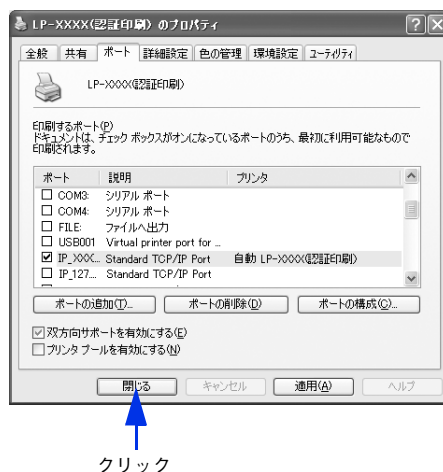 LP-XXXX(認証印刷) のプロパティ
全般 共有 ポート 詳細設定 色の管理 環境設定 ユーティリティ
LP-XXXX(認証印刷)
印刷するポート(P)
ドキュメントは、チェック ボックスがオンになっているポートのうち、最初に利用可能なもので
印刷されます。
ポート 説明 プリンタ
COM3: シリアル ポート
COM4: シリアル ポート
FILE: ファイルへ出力
USB001 Virtual printer port for ...
IP_XXX... Standard TCP/IP Port 自動 LP-XXXX(認証印刷)
IP_127... Standard TCP/IP Port
ポートの追加(T)... ポートの削除(D) ポートの構成(C)...
双方向サポートを有効にする(E)
プリンタ プールを有効にする(N)
閉じる キャンセル 適用(A) ヘルプ
クリック